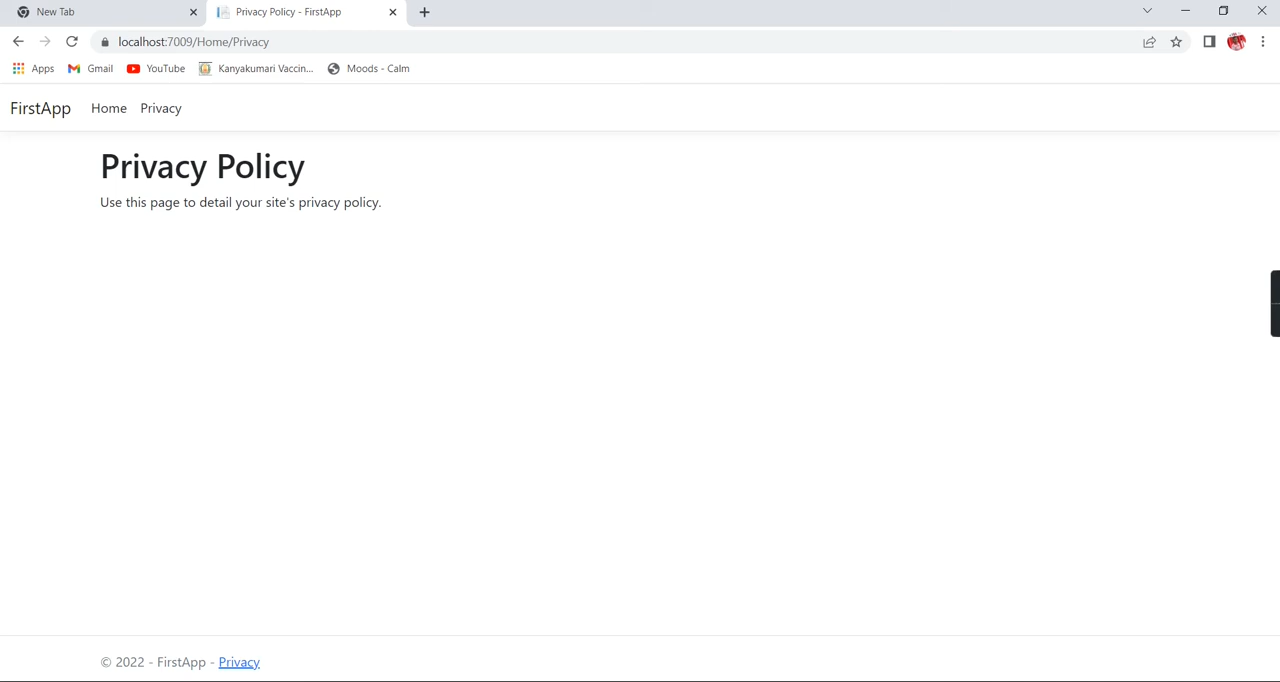 New Tab
Privacy Policy - FirstApp
localhost:7009/Home/Privacy
Apps Gmail YouTube Kanyakumari Vaccin... Moods - Calm
FirstApp Home Privacy
Privacy Policy
Use this page to detail your site's privacy policy.
© 2022 - FirstApp - Privacy